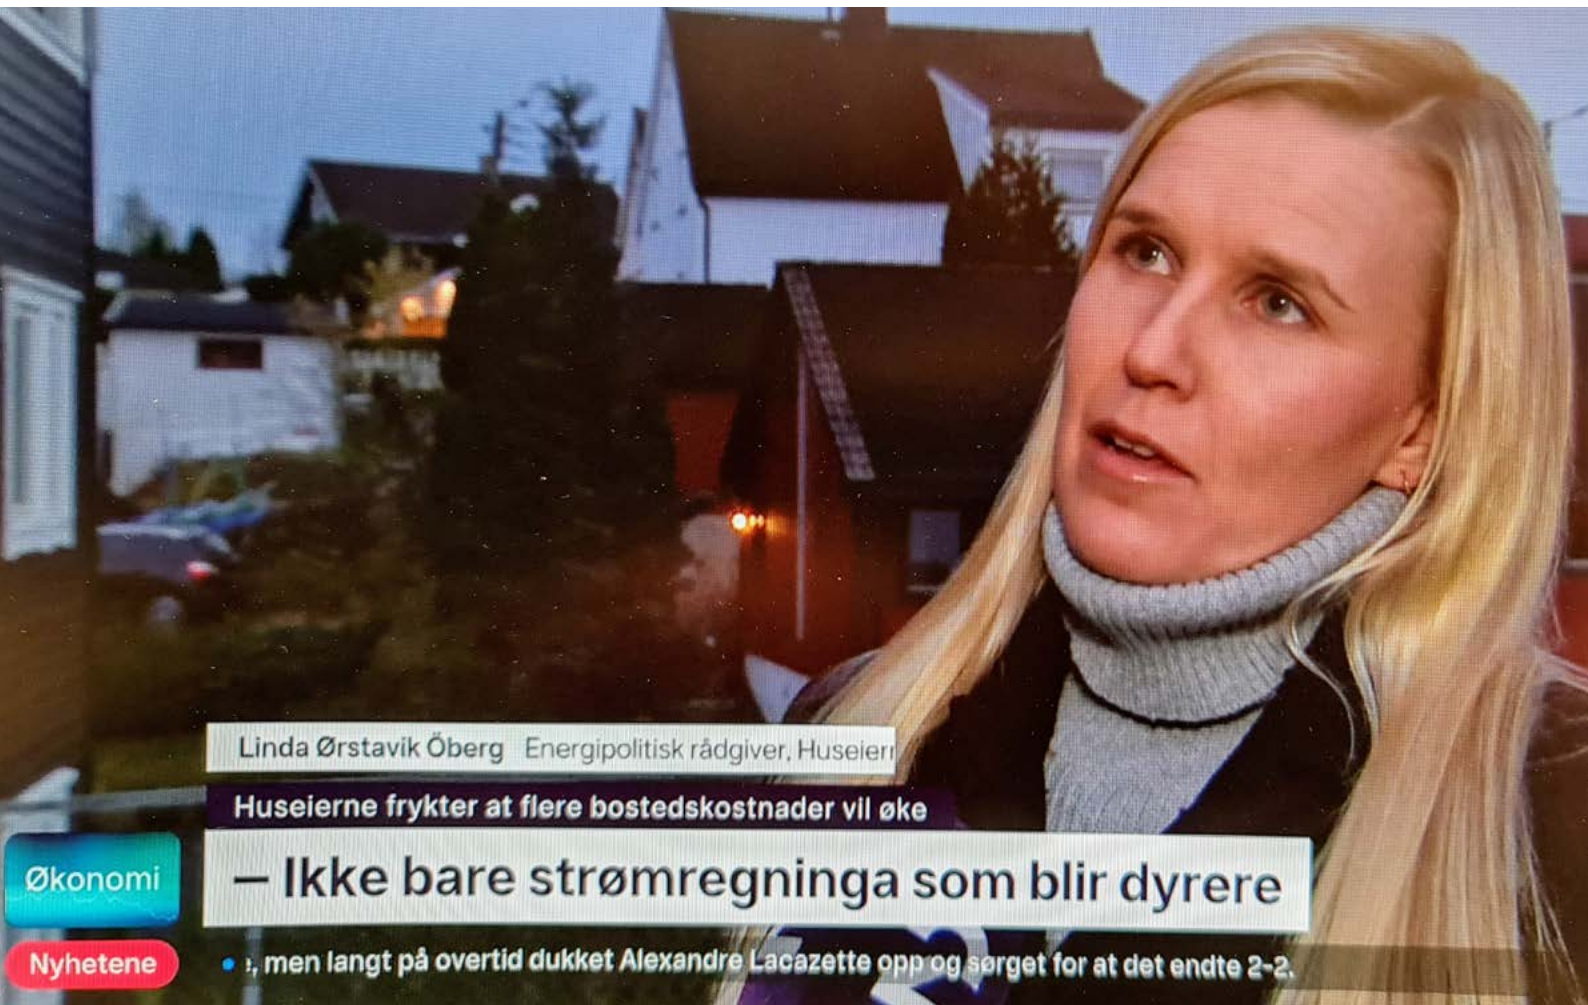 Linda Ørstavik Öberg Energipolitisk rådgiver, Huseier
Huseierne frykter at flere bostedskostnader vil øke
Økonomi
– Ikke bare strømregninga som blir dyrere
Nyhetene
, men langt på overtid dukket Alexandre Lacazette opp og sørget for at det endte 2-2.
2